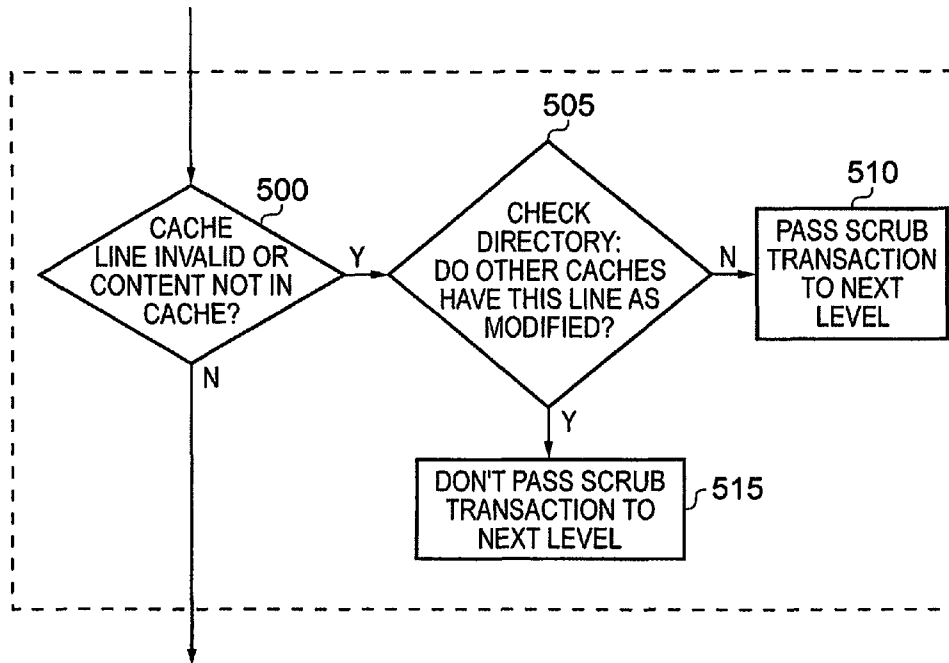 500
CACHE
LINE INVALID OR
CONTENT NOT IN
CACHE?
Y
N
505
CHECK
DIRECTORY:
DO OTHER CACHES
HAVE THIS LINE AS
MODIFIED?
N
Y
510
PASS SCRUB
TRANSACTION
TO NEXT
LEVEL
DON'T PASS SCRUB
TRANSACTION TO
NEXT LEVEL
515